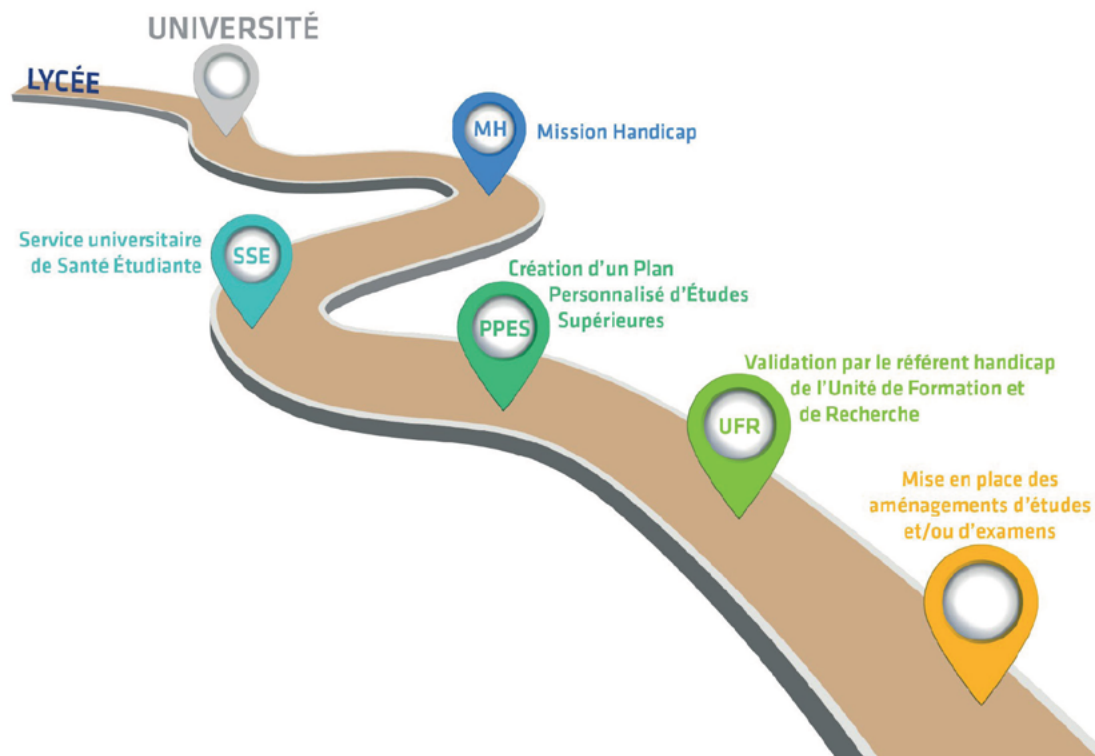 UNIVERSITÉ
LYCÉE
MH
Mission Handicap
Service universitaire
de Santé Étudiante
SSE
Création d'un Plan
Personnalisé d'Études
Supérieures
PPES
Validation par le référent handicap
de l'Unité de Formation et
de Recherche
UFR
Mise en place des
aménagements d'études
et/ou d'examens